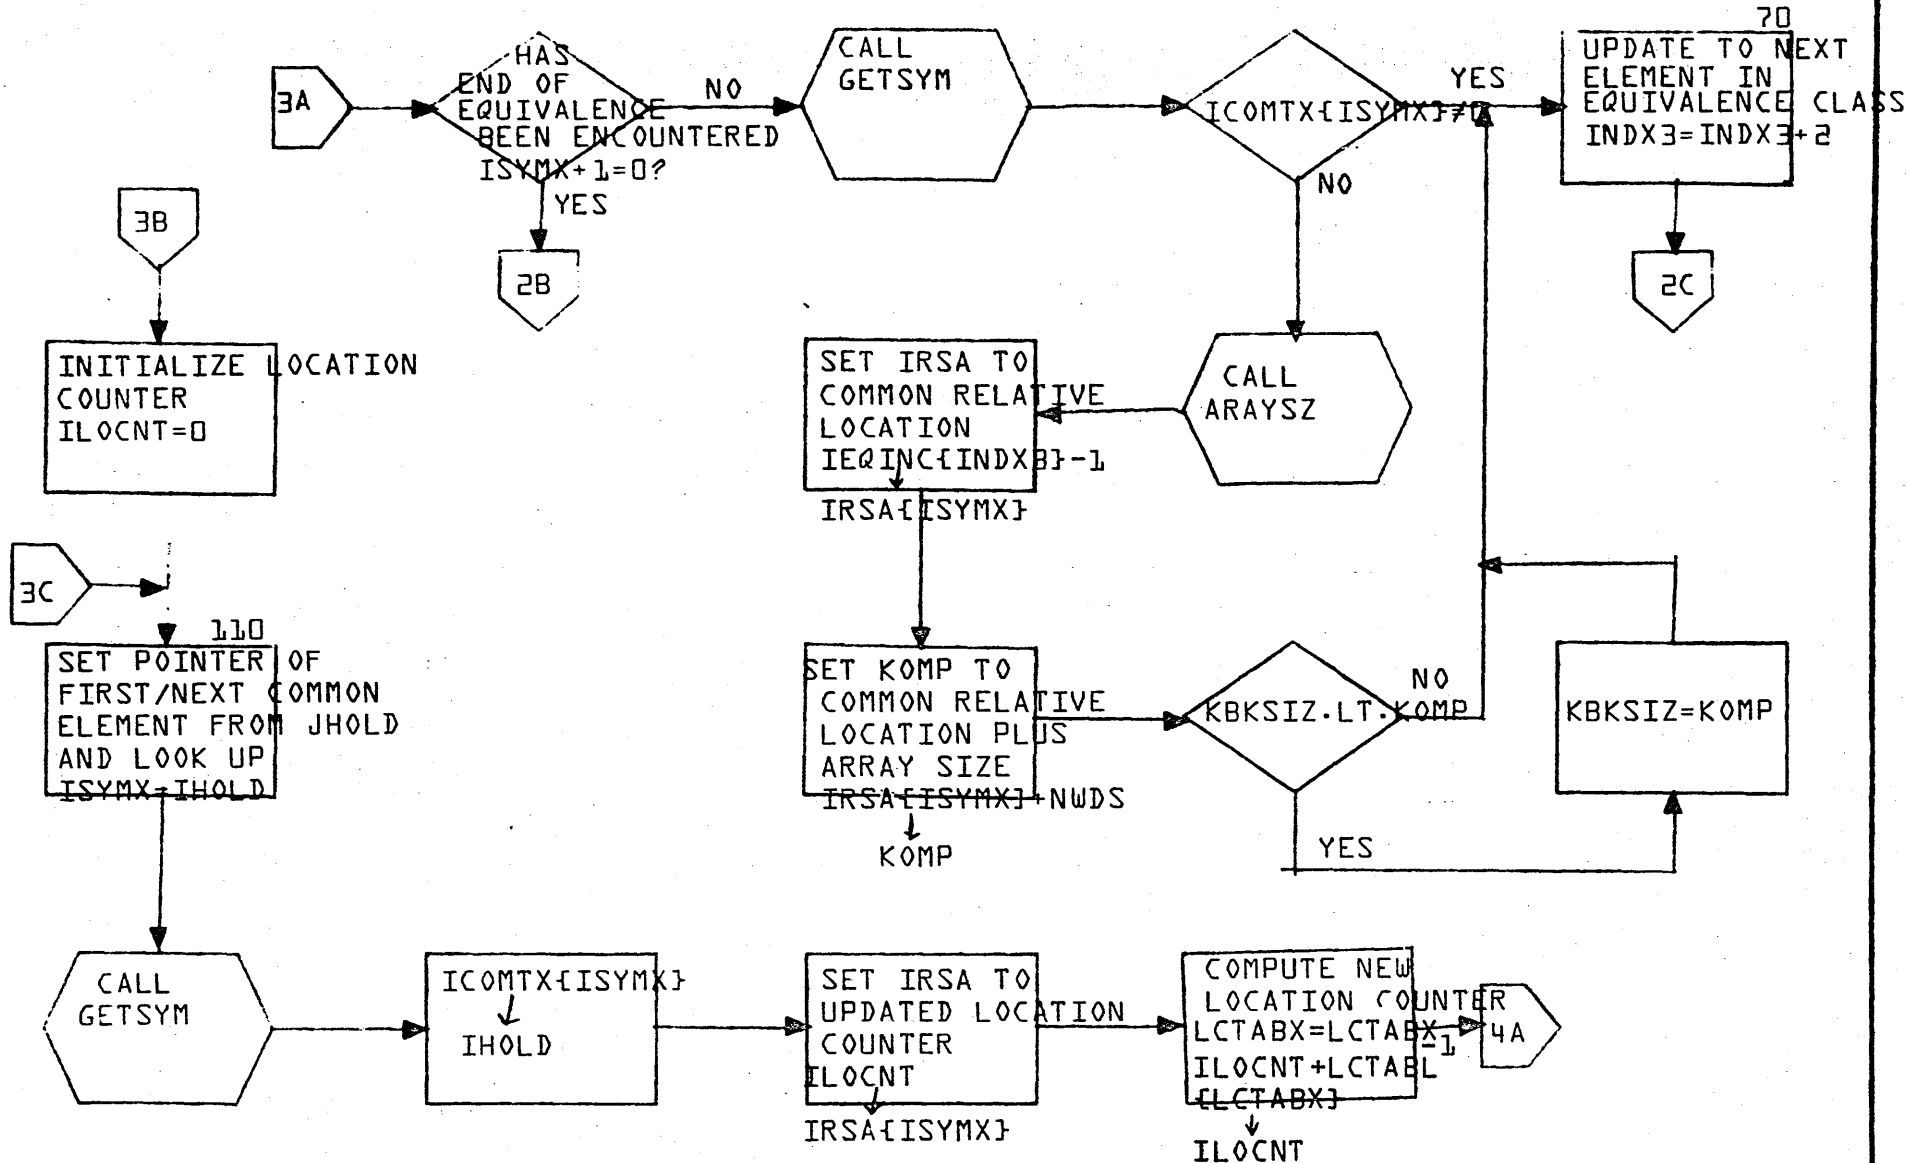 3A
HAS
END OF
EQUIVALENCE
BEEN ENCOUNTERED
ISYMX+1=0?
NO
YES
2B
CALL
GETSYM
ICOMTX{ISYMX}≠0
YES
NO
70
UPDATE TO NEXT
ELEMENT IN
EQUIVALENCE CLASS
INDX3=INDX3+2
2C
3B
INITIALIZE LOCATION
COUNTER
ILOCNT=0
CALL
ARAYSZ
SET IRSA TO
COMMON RELATIVE
LOCATION
IEQINC{INDX3}-1
↓
IRSA{ISYMX}
SET KOMP TO
COMMON RELATIVE
LOCATION PLUS
ARRAY SIZE
IRSA{ISYMX}+NWDS
↓
KOMP
KBKSIZ.LT.KOMP
NO
YES
KBKSIZ=KOMP
3C
110
SET POINTER OF
FIRST/NEXT COMMON
ELEMENT FROM JHOLD
AND LOOK UP
ISYMX=IHOLD
CALL
GETSYM
ICOMTX{ISYMX}
↓
IHOLD
SET IRSA TO
UPDATED LOCATION
COUNTER
ILOCNT
↓
IRSA{ISYMX}
COMPUTE NEW
LOCATION COUNTER
LCTABX=LCTABX-1
ILOCNT+LCTABL
{LCTABX}
↓
ILOCNT
4A